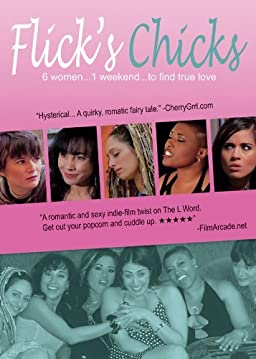 Flick's Chicks
6 women...1 weekend...to find true love
"Hysterical... A quirky, romatic fairy tale." -CherryGrrl.com
"A romantic and sexy indie-film twist on The L Word.
Get out your popcorn and cuddle up. ★★★★★"
-FilmArcade.net